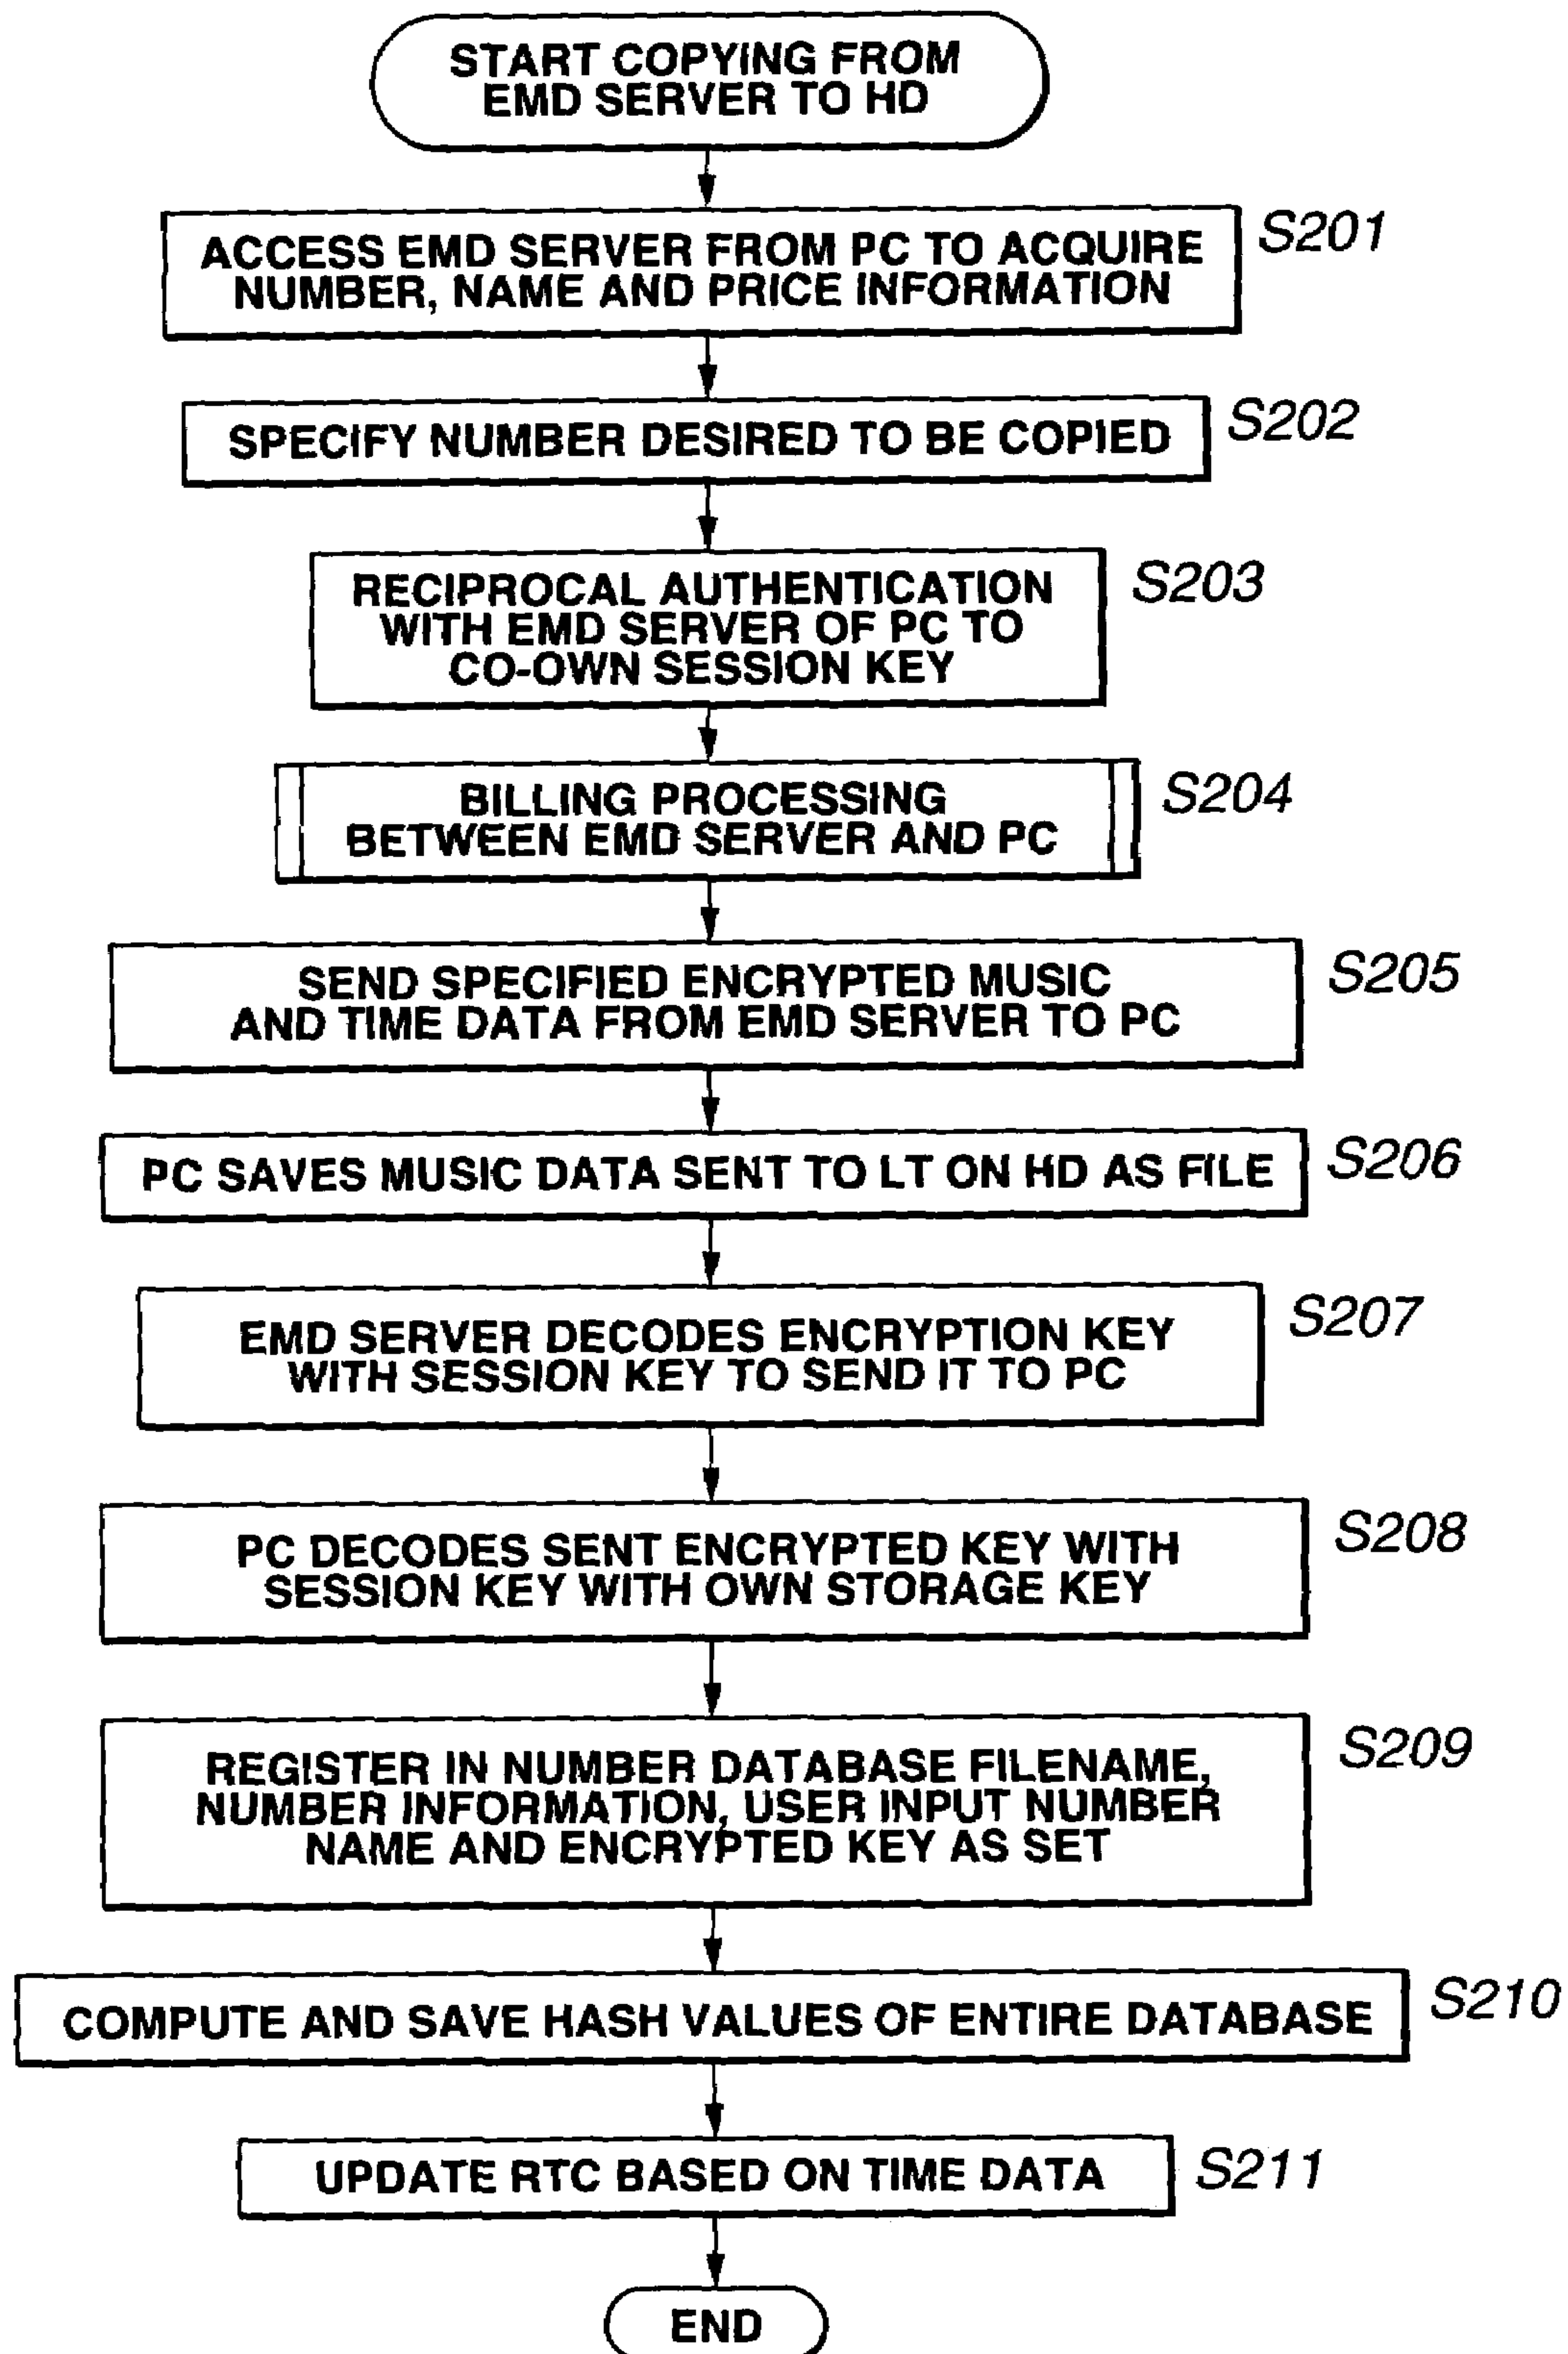 START COPYING FROM
EMD SERVER TO HD
ACCESS EMD SERVER FROM PC TO ACQUIRE
NUMBER, NAME AND PRICE INFORMATION
S201
SPECIFY NUMBER DESIRED TO BE COPIED
S202
RECIPROCAL AUTHENTICATION
WITH EMD SERVER OF PC TO
CO-OWN SESSION KEY
S203
BILLING PROCESSING
BETWEEN EMD SERVER AND PC
S204
SEND SPECIFIED ENCRYPTED MUSIC
AND TIME DATA FROM EMD SERVER TO PC
S205
PC SAVES MUSIC DATA SENT TO LT ON HD AS FILE
S206
EMD SERVER DECODES ENCRYPTION KEY
WITH SESSION KEY TO SEND IT TO PC
S207
PC DECODES SENT ENCRYPTED KEY WITH
SESSION KEY WITH OWN STORAGE KEY
S208
REGISTER IN NUMBER DATABASE FILENAME,
NUMBER INFORMATION, USER INPUT NUMBER
NAME AND ENCRYPTED KEY AS SET
S209
COMPUTE AND SAVE HASH VALUES OF ENTIRE DATABASE
S210
UPDATE RTC BASED ON TIME DATA
S211
END